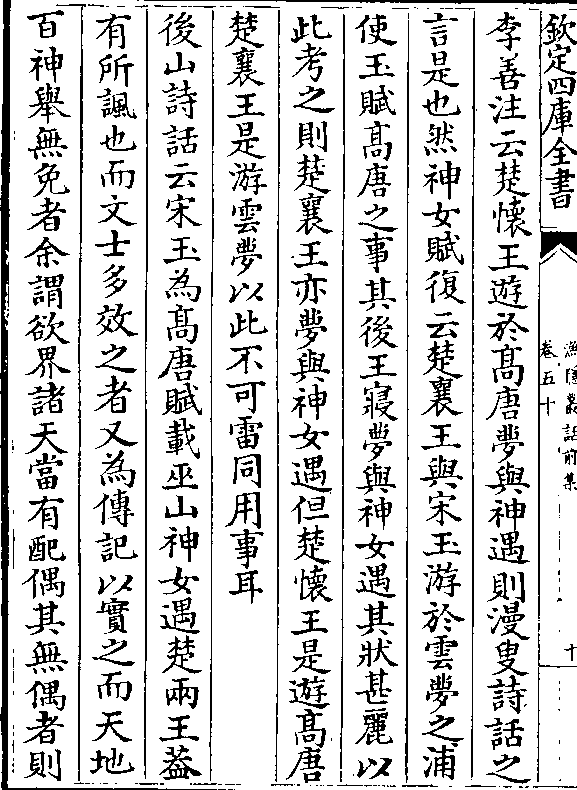 欽定四庫全書
漁隱叢話前集
卷五十
十
李善注云楚懷王遊於髙唐夢與神遇則漫叟詩話之
言是也然神女賦復云楚襄王與宋玉游於雲夢之浦
使玉賦髙唐之事其後王寢夢與神女遇其狀甚麗以
此考之則楚襄王亦夢與神女遇但楚懷王是遊髙唐
楚襄王是游雲夢以此不可雷同用事耳
後山詩話云宋玉為髙唐賦載巫山神女遇楚兩王葢
有所諷也而文士多效之者又為傳記以實之而天地
百神舉無免者余謂欲界諸天當有配偶其無偶者則